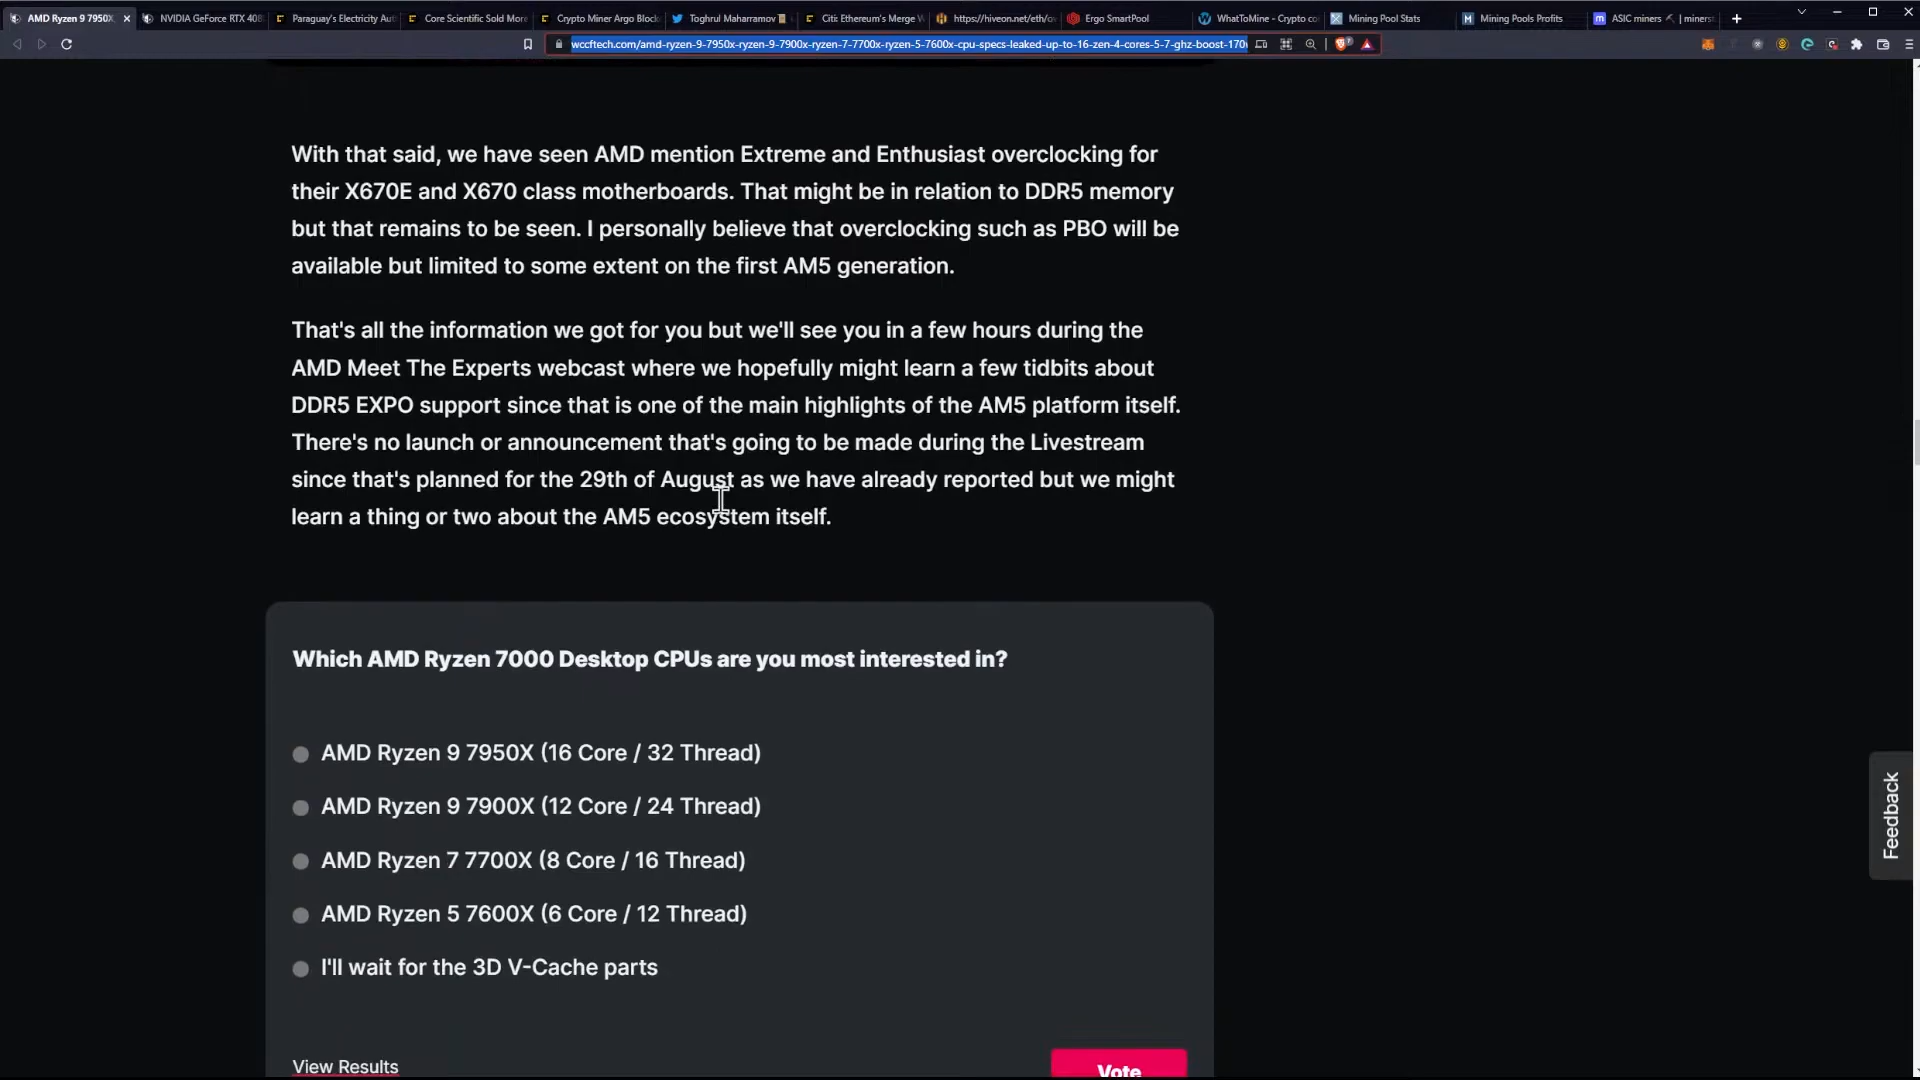 AMD Ryzen 9 7950X
NVIDIA GeForce RTX 408
Paraguay's Electricity Aut
Core Scientific Sold More
Crypto Miner Argo Block
Toghrul Maharramov
Citi: Ethereum's Merge W
https://hiveon.net/eth/ov
Ergo SmartPool
WhatToMine - Crypto co
Mining Pool Stats
Mining Pools Profits
ASIC miners | miners
wccftech.com/amd-ryzen-9-7950x-ryzen-9-7900x-ryzen-7-7700x-ryzen-5-7600x-cpu-specs-leaked-up-to-16-zen-4-cores-5-7-ghz-boost-170
With that said, we have seen AMD mention Extreme and Enthusiast overclocking for
their X670E and X670 class motherboards. That might be in relation to DDR5 memory
but that remains to be seen. I personally believe that overclocking such as PBO will be
available but limited to some extent on the first AM5 generation.
That's all the information we got for you but we'll see you in a few hours during the
AMD Meet The Experts webcast where we hopefully might learn a few tidbits about
DDR5 EXPO support since that is one of the main highlights of the AM5 platform itself.
There's no launch or announcement that's going to be made during the Livestream
since that's planned for the 29th of August as we have already reported but we might
learn a thing or two about the AM5 ecosystem itself.
Which AMD Ryzen 7000 Desktop CPUs are you most interested in?
AMD Ryzen 9 7950X (16 Core / 32 Thread)
AMD Ryzen 9 7900X (12 Core / 24 Thread)
AMD Ryzen 7 7700X (8 Core / 16 Thread)
AMD Ryzen 5 7600X (6 Core / 12 Thread)
I'll wait for the 3D V-Cache parts
View Results
Vote
Feedback